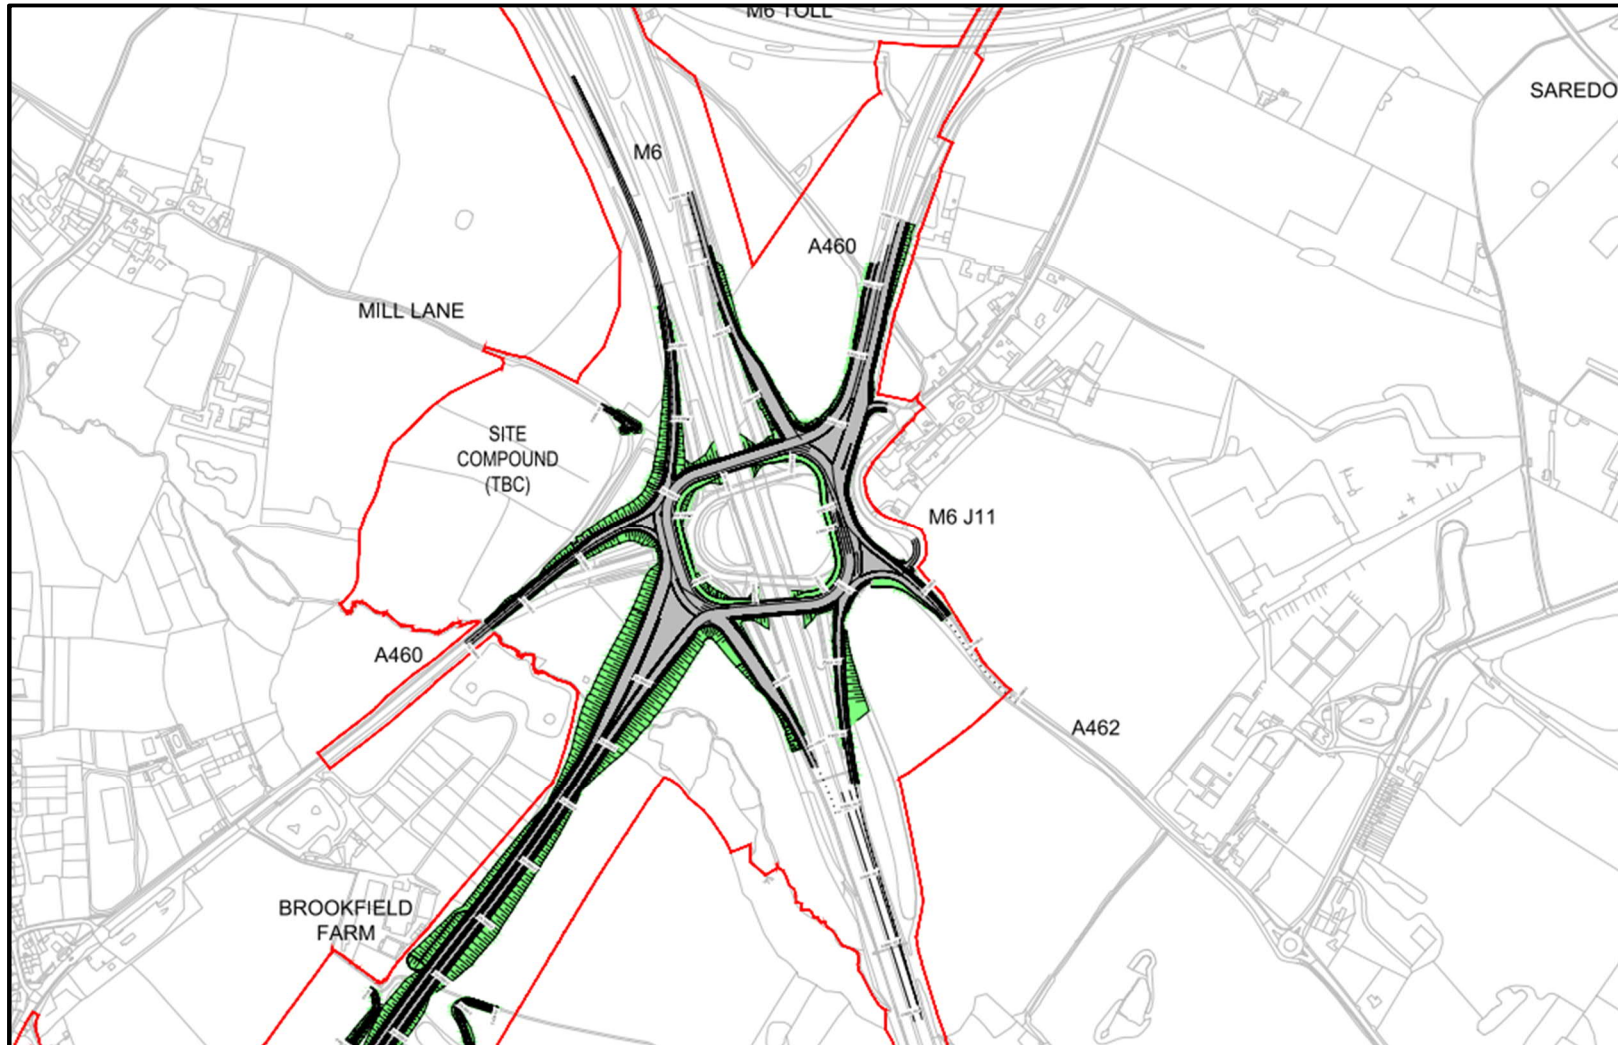 M6 TOLL
SAREDO
M6
A460
MILL LANE
SITE
COMPOUND
(TBC)
M6 J11
A460
A462
BROOKFIELD
FARM